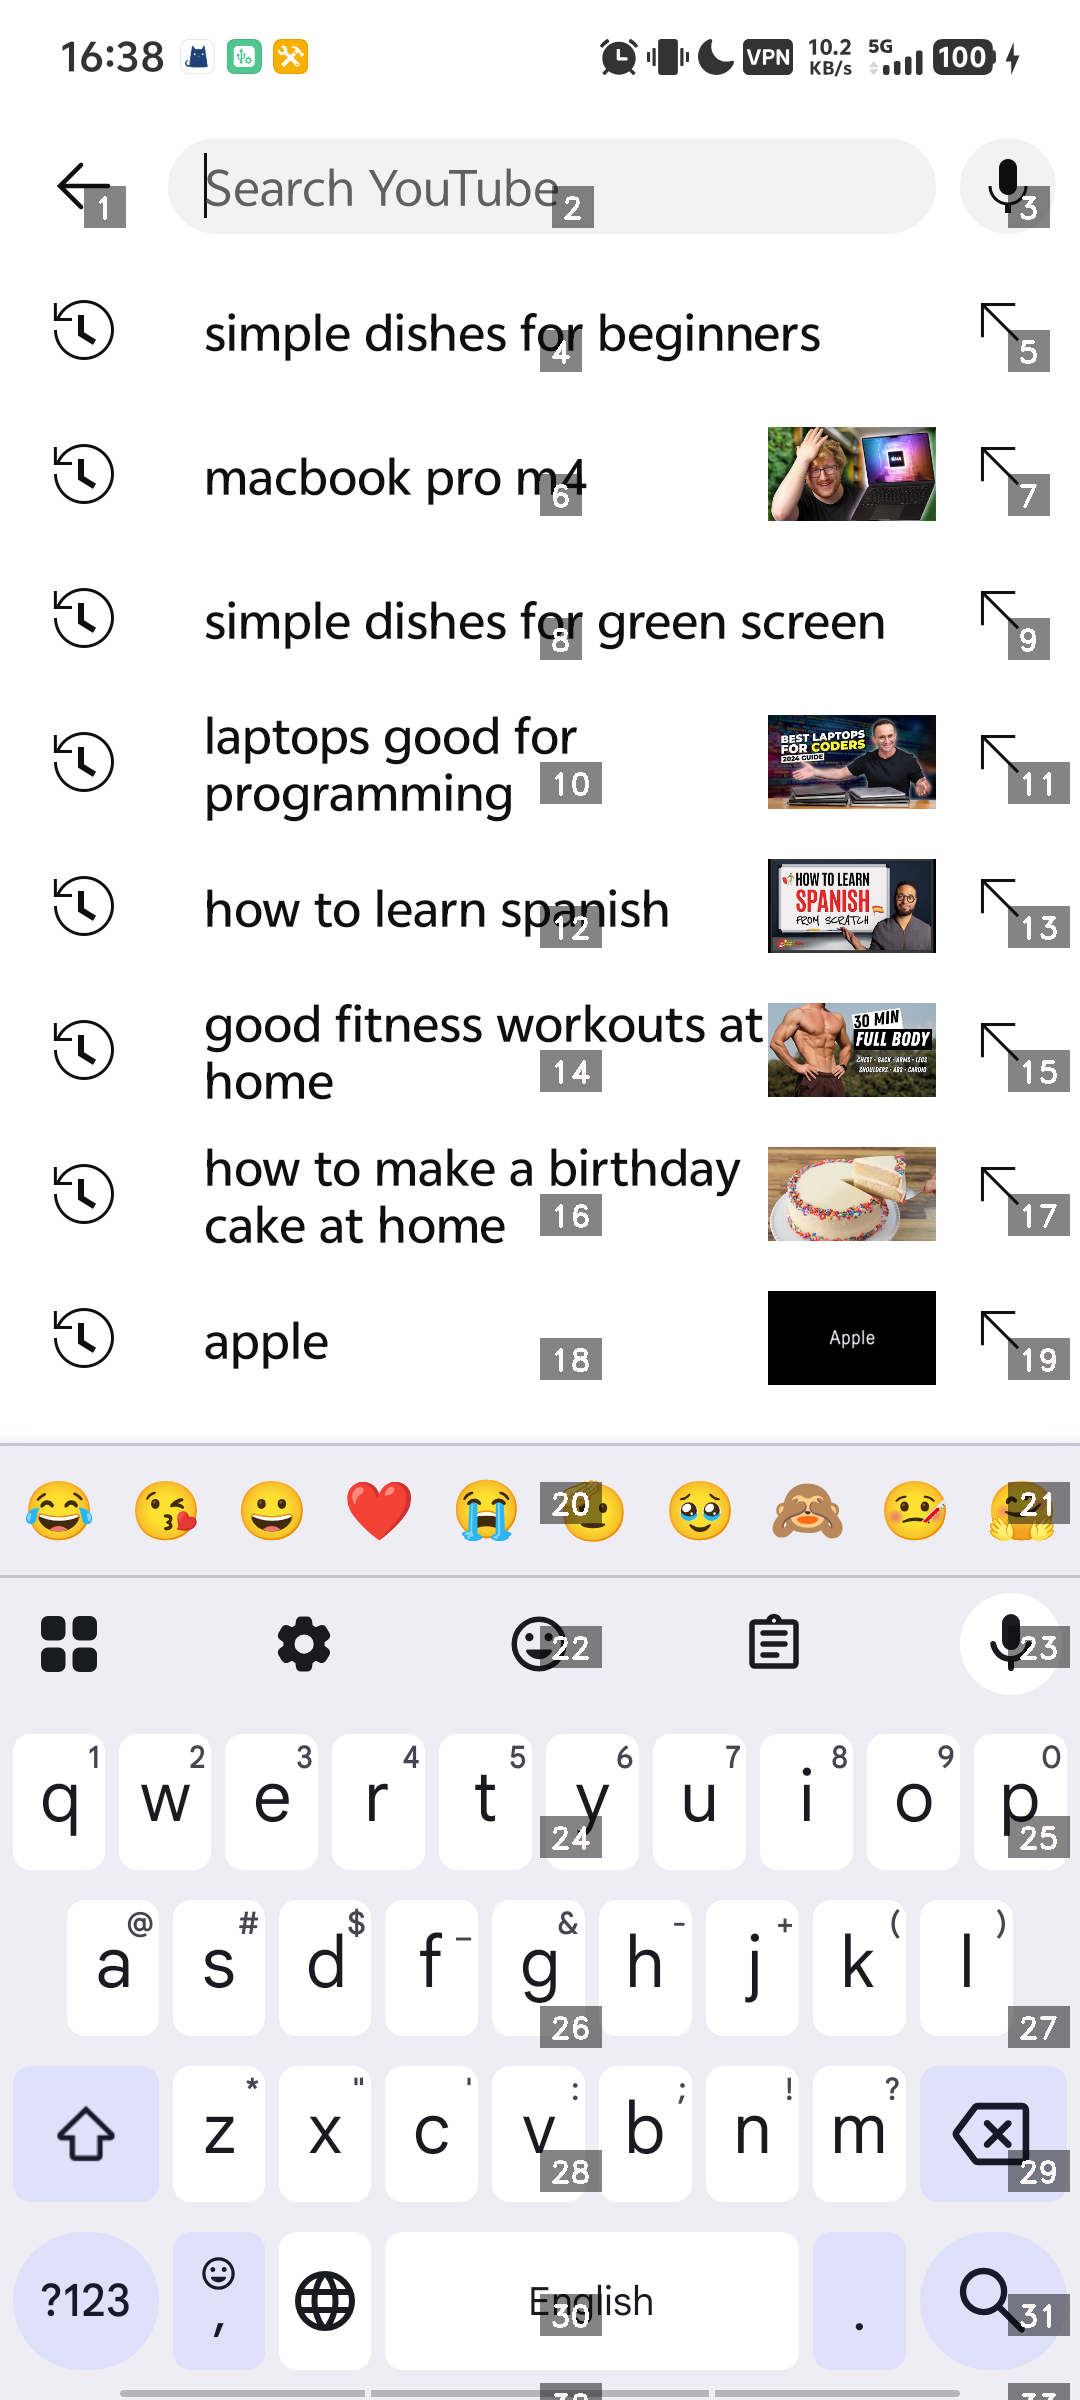 16:38
VPN
10.2 KB/s
5G
100
1
Search YouTube
2
3
simple dishes for beginners
4
5
macbook pro m4
6
7
simple dishes for green screen
8
9
laptops good for programming
10
BEST LAPTOPS
FOR CODERS
2024 GUIDE
11
how to learn spanish
12
HOW TO LEARN
SPANISH
FROM SCRATCH
13
good fitness workouts at
home
14
30 MIN
FULL BODY
CHEST · BACK · ARMS · LEGS
SHOULDERS · ABS · CARDIO
15
how to make a birthday
cake at home
16
17
apple
18
Apple
19
20
21
22
23
1 2 3 4 5 6 7 8 9 0
q w e r t y u i o p
24
25
@ # $ _ & - + ( )
a s d f g h j k l
26
27
* " ' : ; ! ?
z x c v b n m
28
29
?123
,
English
.
30
31